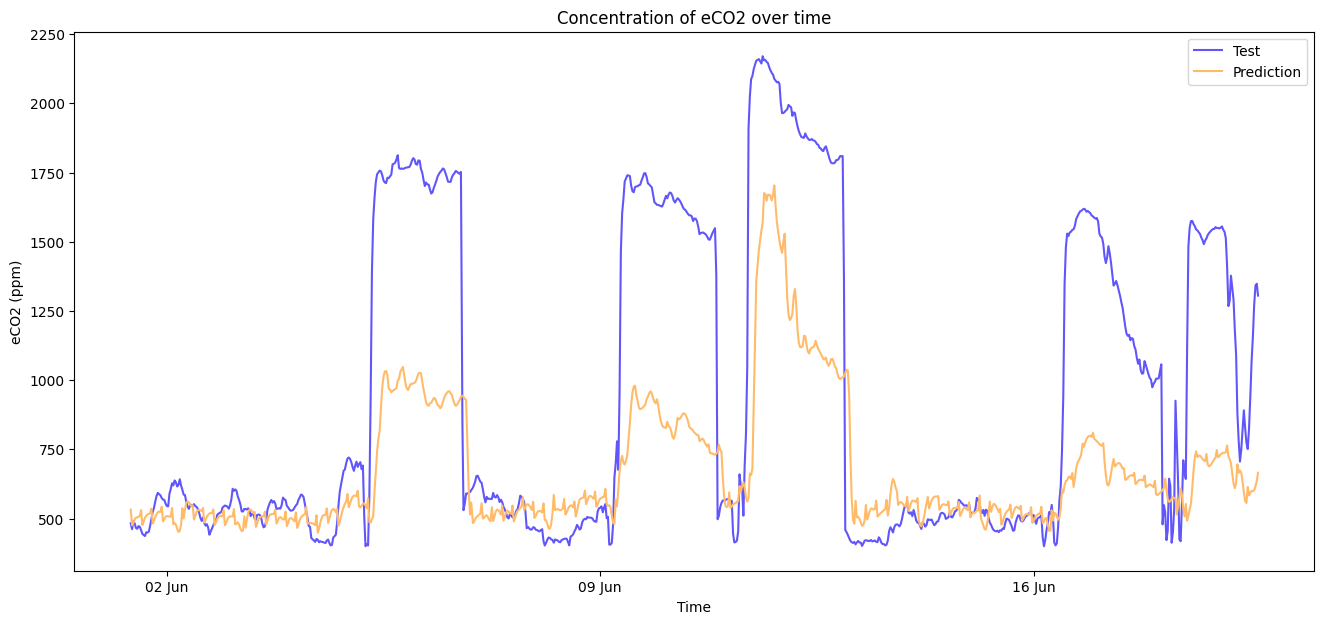 Concentration of eCO2 over time
Test
Prediction
eCO2 (ppm)
2250
2000
1750
1500
1250
1000
750
500
02 Jun
09 Jun
16 Jun
Time